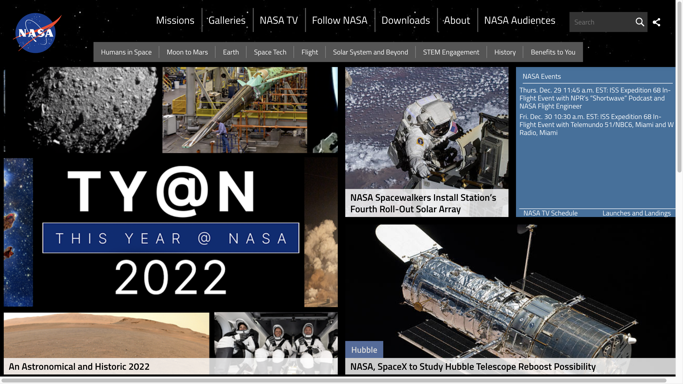 NASA
Missions
Galleries
NASA TV
Follow NASA
Downloads
About
NASA Audiences
Search
Humans in Space
Moon to Mars
Earth
Space Tech
Flight
Solar System and Beyond
STEM Engagement
History
Benefits to You
TY@N
THIS YEAR @ NASA
2022
An Astronomical and Historic 2022
NASA Spacewalkers Install Station's
Fourth Roll-Out Solar Array
NASA Events
Thurs. Dec. 29 11:45 a.m. EST: ISS Expedition 68 In-
Flight Event with NPR's "Shortwave" Podcast and
NASA Flight Engineer
Fri. Dec. 30 10:30 a.m. EST: ISS Expedition 68 In-
Flight Event with Telemundo 51/NBC6, Miami and W
Radio, Miami
NASA TV Schedule
Launches and Landings
Hubble
NASA, SpaceX to Study Hubble Telescope Reboost Possibility